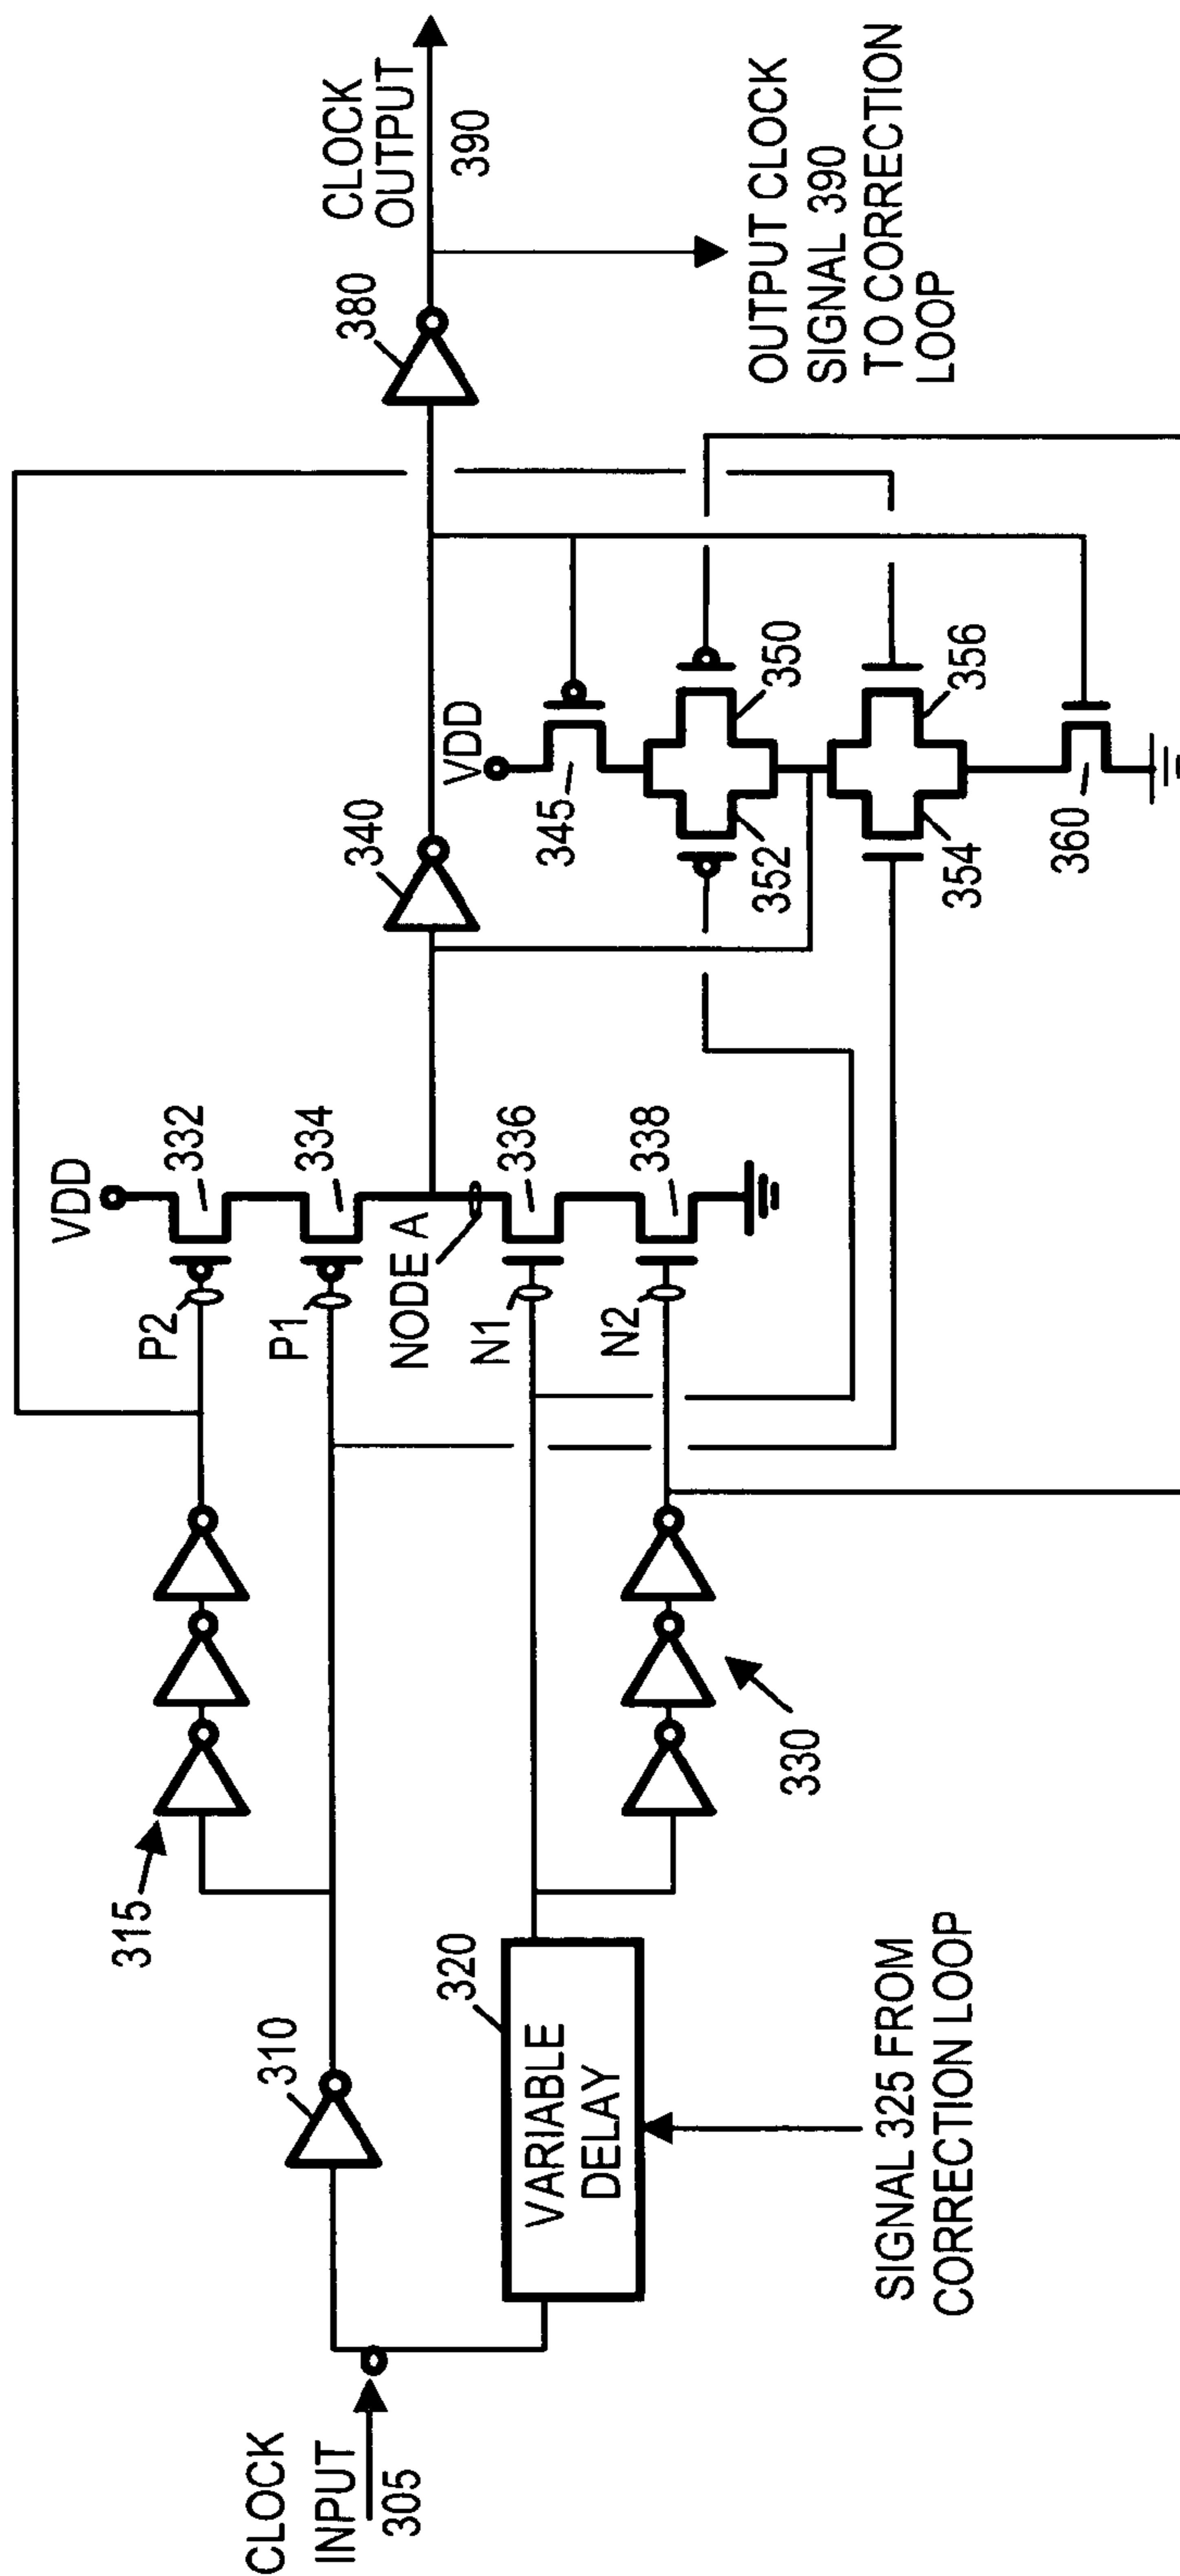 CLOCK
INPUT
305
310
315
VARIABLE
DELAY
320
SIGNAL 325 FROM
CORRECTION LOOP
330
P2
P1
N1
N2
VDD
332
334
NODE A
336
338
340
VDD
345
352
350
354
356
360
380
CLOCK
OUTPUT
390
OUTPUT CLOCK
SIGNAL 390
TO CORRECTION
LOOP